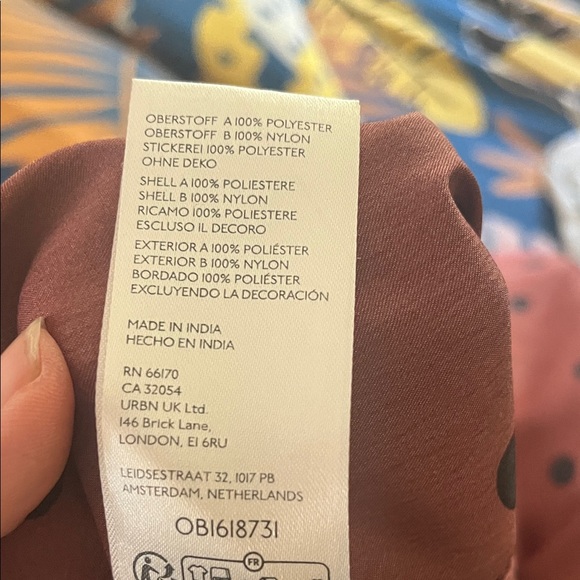 OBERSTOFF A 100% POLYESTER
OBERSTOFF B 100% NYLON
STICKEREI 100% POLYESTER
OHNE DEKO
SHELL A 100% POLIESTERE
SHELL B 100% NYLON
RICAMO 100% POLIESTERE
ESCLUSO IL DECORO
EXTERIOR A 100% POLIÉSTER
EXTERIOR B 100% NYLON
BORDADO 100% POLIÉSTER
EXCLUYENDO LA DECORACIÓN
MADE IN INDIA
HECHO EN INDIA
RN 66170
CA 32054
URBN UK Ltd.
146 Brick Lane,
LONDON, E1 6RU
LEIDSESTRAAT 32, 1017 PB
AMSTERDAM, NETHERLANDS
OB1618731
FR